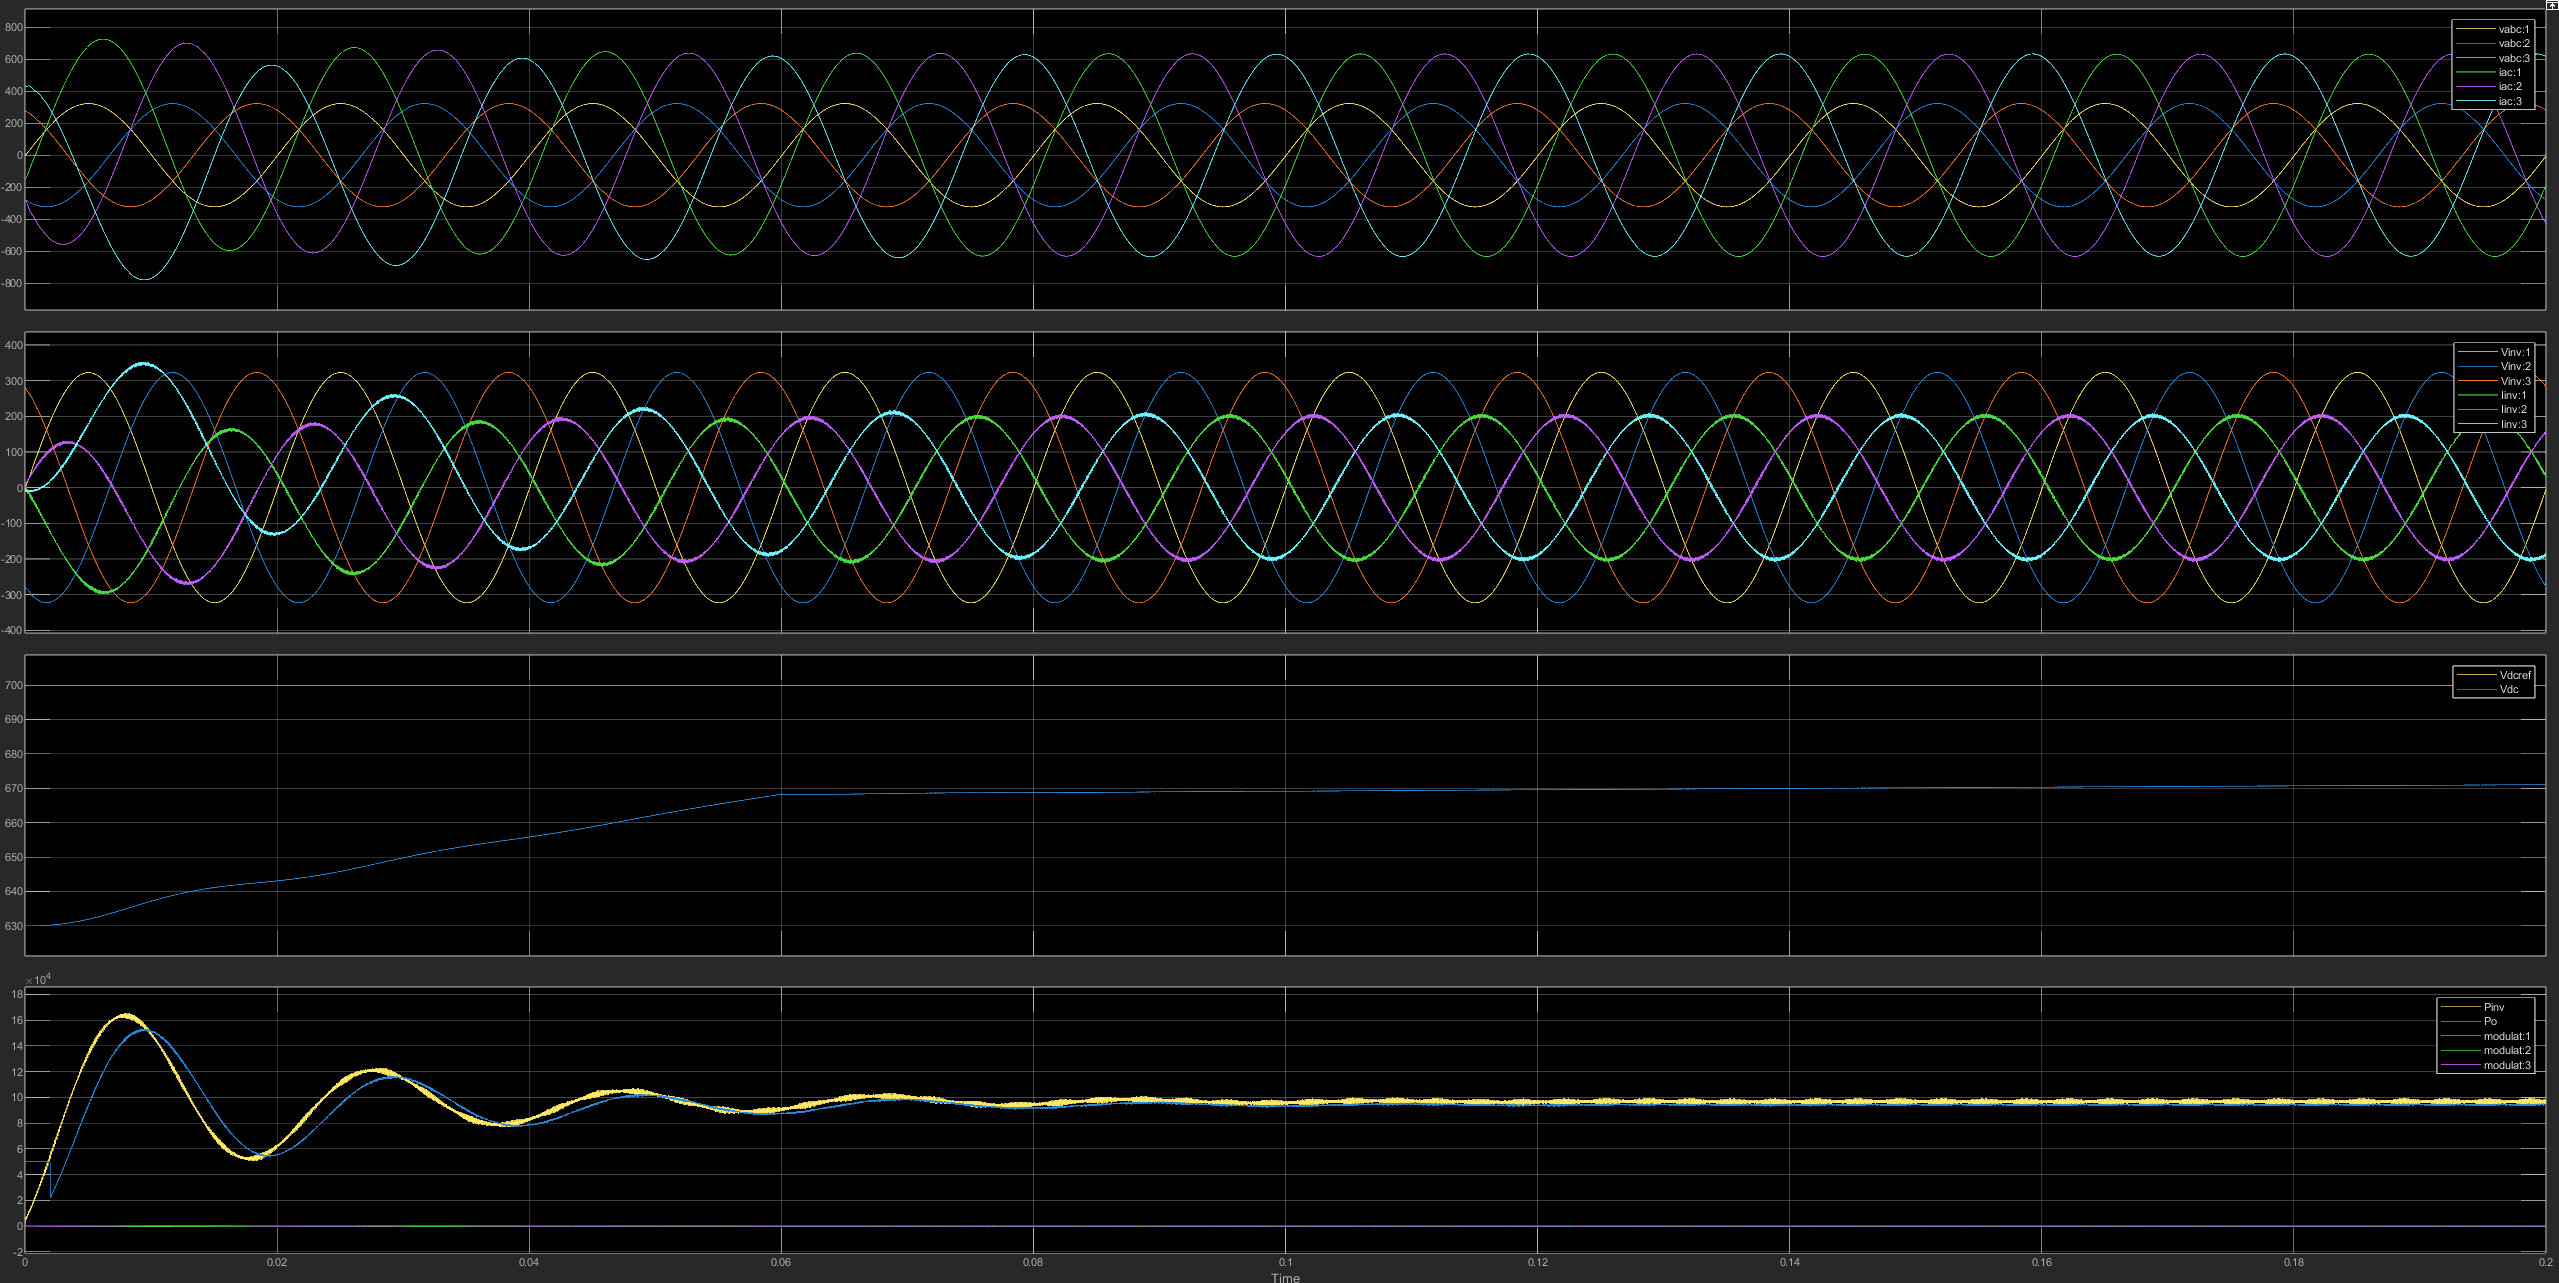 800
600
400
200
0
-200
-400
-600
-800
vabc:1
vabc:2
vabc:3
iac:1
iac:2
iac:3
400
300
200
100
0
-100
-200
-300
-400
Vinv:1
Vinv:2
Vinv:3
Iinv:1
Iinv:2
Iinv:3
700
690
680
670
660
650
640
630
Vdcref
Vdc
×10⁴
18
16
14
12
10
8
6
4
2
0
-2
Pinv
Po
modulat:1
modulat:2
modulat:3
0 0.02 0.04 0.06 0.08 0.1 0.12 0.14 0.16 0.18 0.2
Time